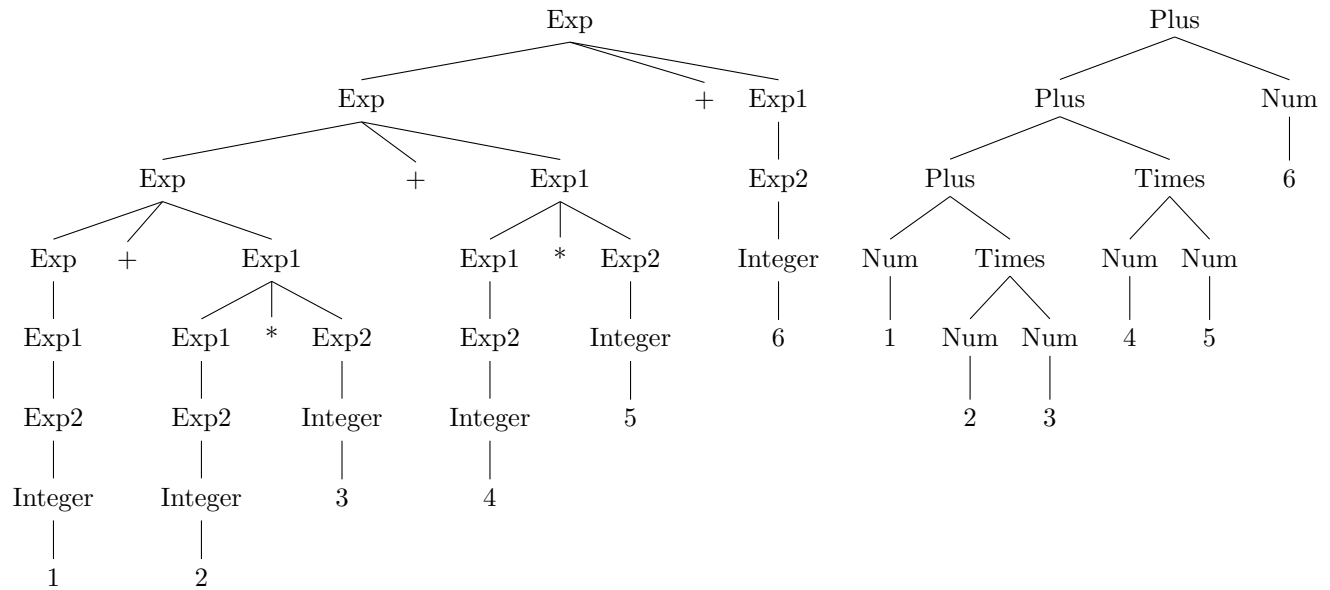 Exp Plus
Exp + Exp1 Plus Num
Exp + Exp1 Exp2 Plus Times 6
Exp + Exp1 Exp1 * Exp2 Integer Num Times Num Num
Exp1 Exp1 * Exp2 Exp2 Integer 6 1 Num Num 4 5
Exp2 Exp2 Integer Integer 5 2 3
Integer Integer 3 4
1 2